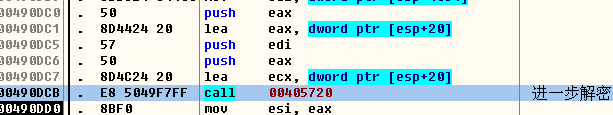 00490DC0 . 50 push eax
00490DC1 . 8D4424 20 lea eax, dword ptr [esp+20]
00490DC5 . 57 push edi
00490DC6 . 50 push eax
00490DC7 . 8D4C24 20 lea ecx, dword ptr [esp+20]
00490DCB . E8 5049F7FF call 00405720 进一步解密
00490DD0 . 8BF0 mov esi, eax